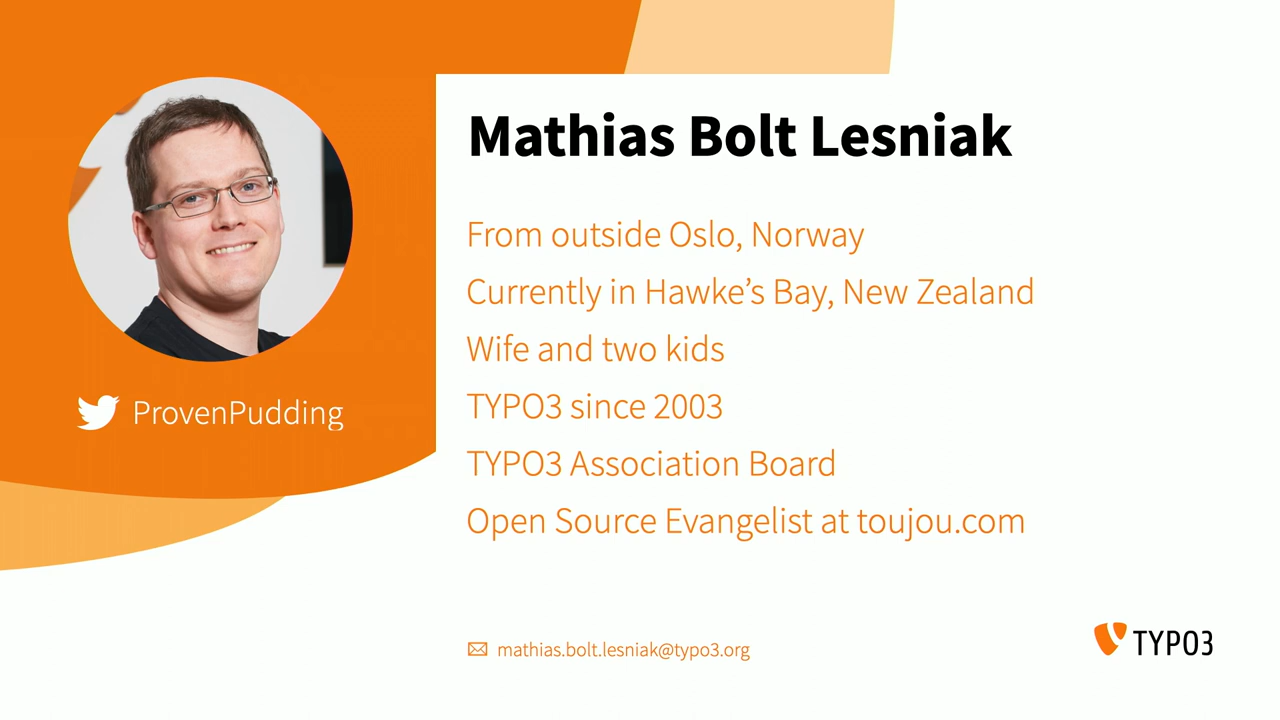 Mathias Bolt Lesniak
From outside Oslo, Norway
Currently in Hawke’s Bay, New Zealand
Wife and two kids
TYPO3 since 2003
TYPO3 Association Board
Open Source Evangelist at toujou.com
ProvenPudding
mathias.bolt.lesniak@typo3.org
TYPO3